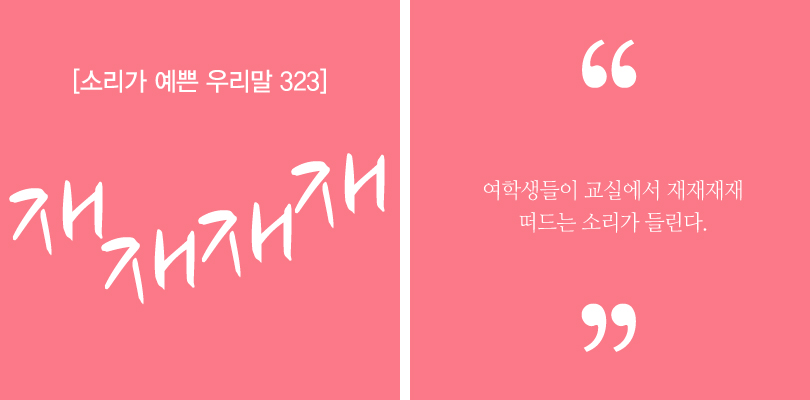 [소리가 예쁜 우리말 323]
재재재재
“
여학생들이 교실에서 재재재재
떠드는 소리가 들린다.
”